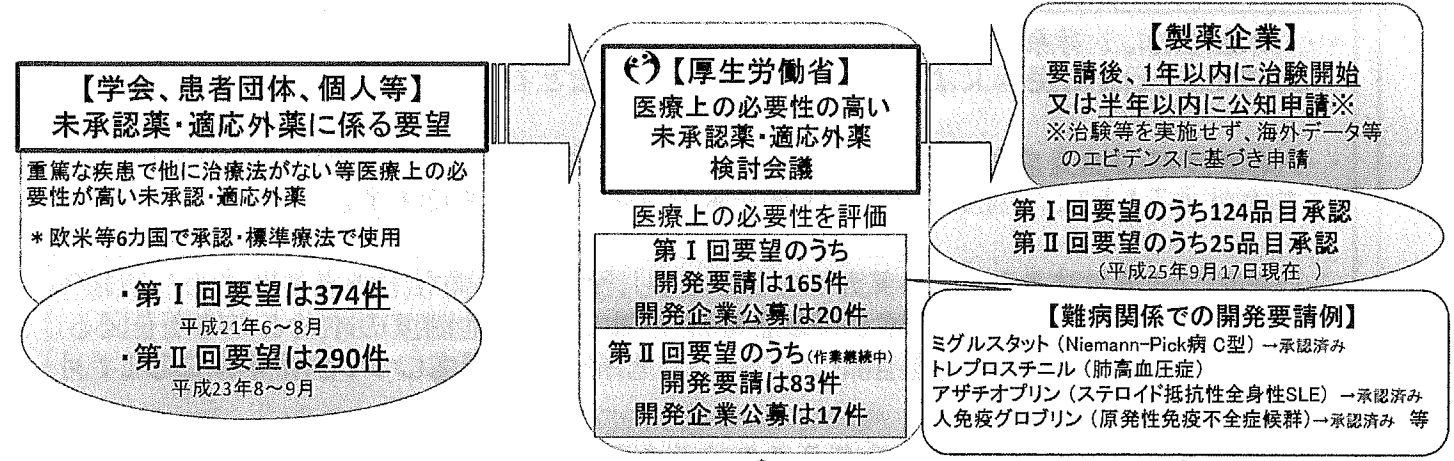 【学会、患者団体、個人等】
未承認薬・適応外薬に係る要望
重篤な疾患で他に治療法がない等医療上の必
要性が高い未承認・適応外薬
＊欧米等6カ国で承認・標準療法で使用
・第Ⅰ回要望は374件
平成21年6～8月
・第Ⅱ回要望は290件
平成23年8～9月
【厚生労働省】
医療上の必要性の高い
未承認薬・適応外薬
検討会議
医療上の必要性を評価
第Ⅰ回要望のうち
開発要請は165件
開発企業公募は20件
第Ⅱ回要望のうち(作業継続中)
開発要請は83件
開発企業公募は17件
【製薬企業】
要請後、1年以内に治験開始
又は半年以内に公知申請※
※治験等を実施せず、海外データ等
のエビデンスに基づき申請
第Ⅰ回要望のうち124品目承認
第Ⅱ回要望のうち25品目承認
(平成25年9月17日現在 )
【難病関係での開発要請例】
ミグルスタット (Niemann-Pick病 C型) →承認済み
トレプロスチニル (肺高血圧症)
アザチオプリン (ステロイド抵抗性全身性SLE) →承認済み
人免疫グロブリン (原発性免疫不全症候群)→承認済み 等